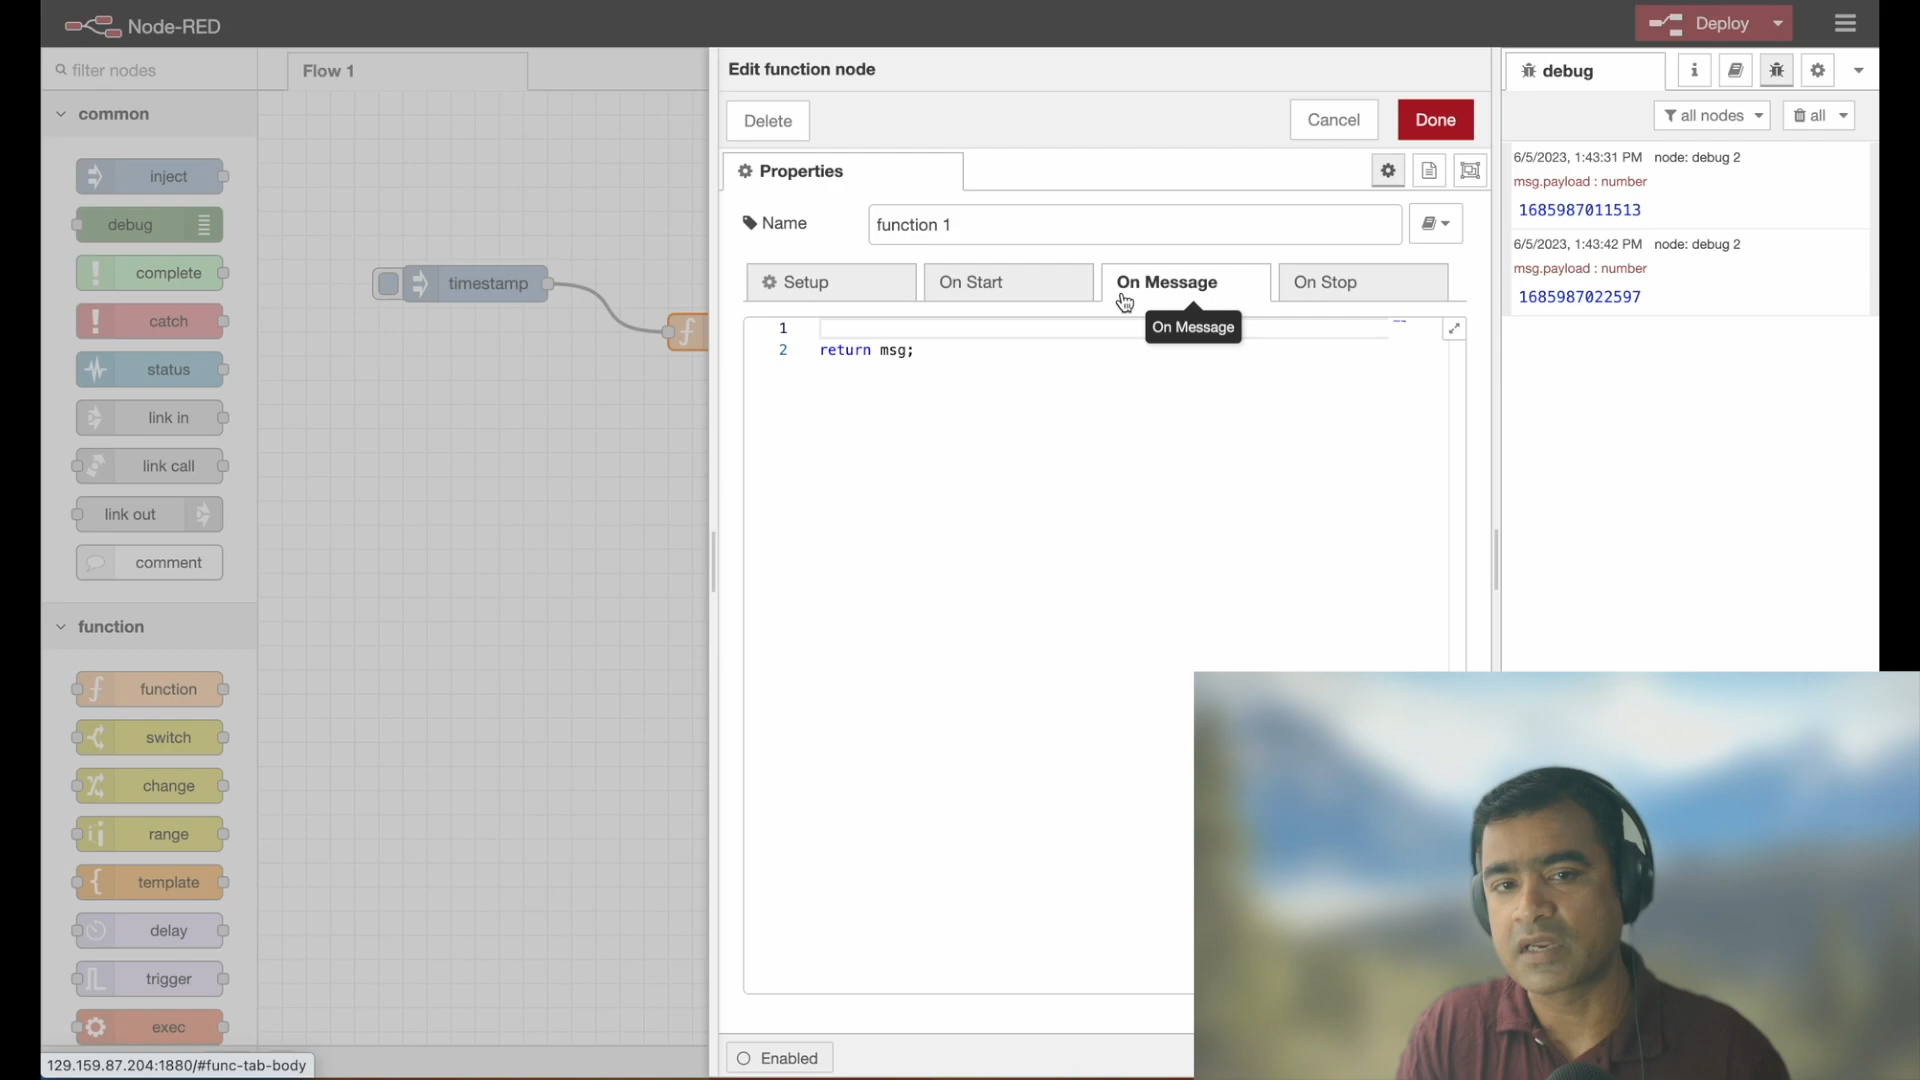 Node-RED
Deploy
filter nodes
Flow 1
Edit function node
debug
i
common
Delete
Cancel
Done
all nodes
all
inject
debug
complete
catch
status
link in
link call
link out
comment
function
function
switch
change
range
template
delay
trigger
exec
timestamp
Properties
Name
function 1
Setup
On Start
On Message
On Stop
On Message
1
2 return msg;
6/5/2023, 1:43:31 PM node: debug 2
msg.payload : number
1685987011513
6/5/2023, 1:43:42 PM node: debug 2
msg.payload : number
1685987022597
Enabled
129.159.87.204:1880/#func-tab-body